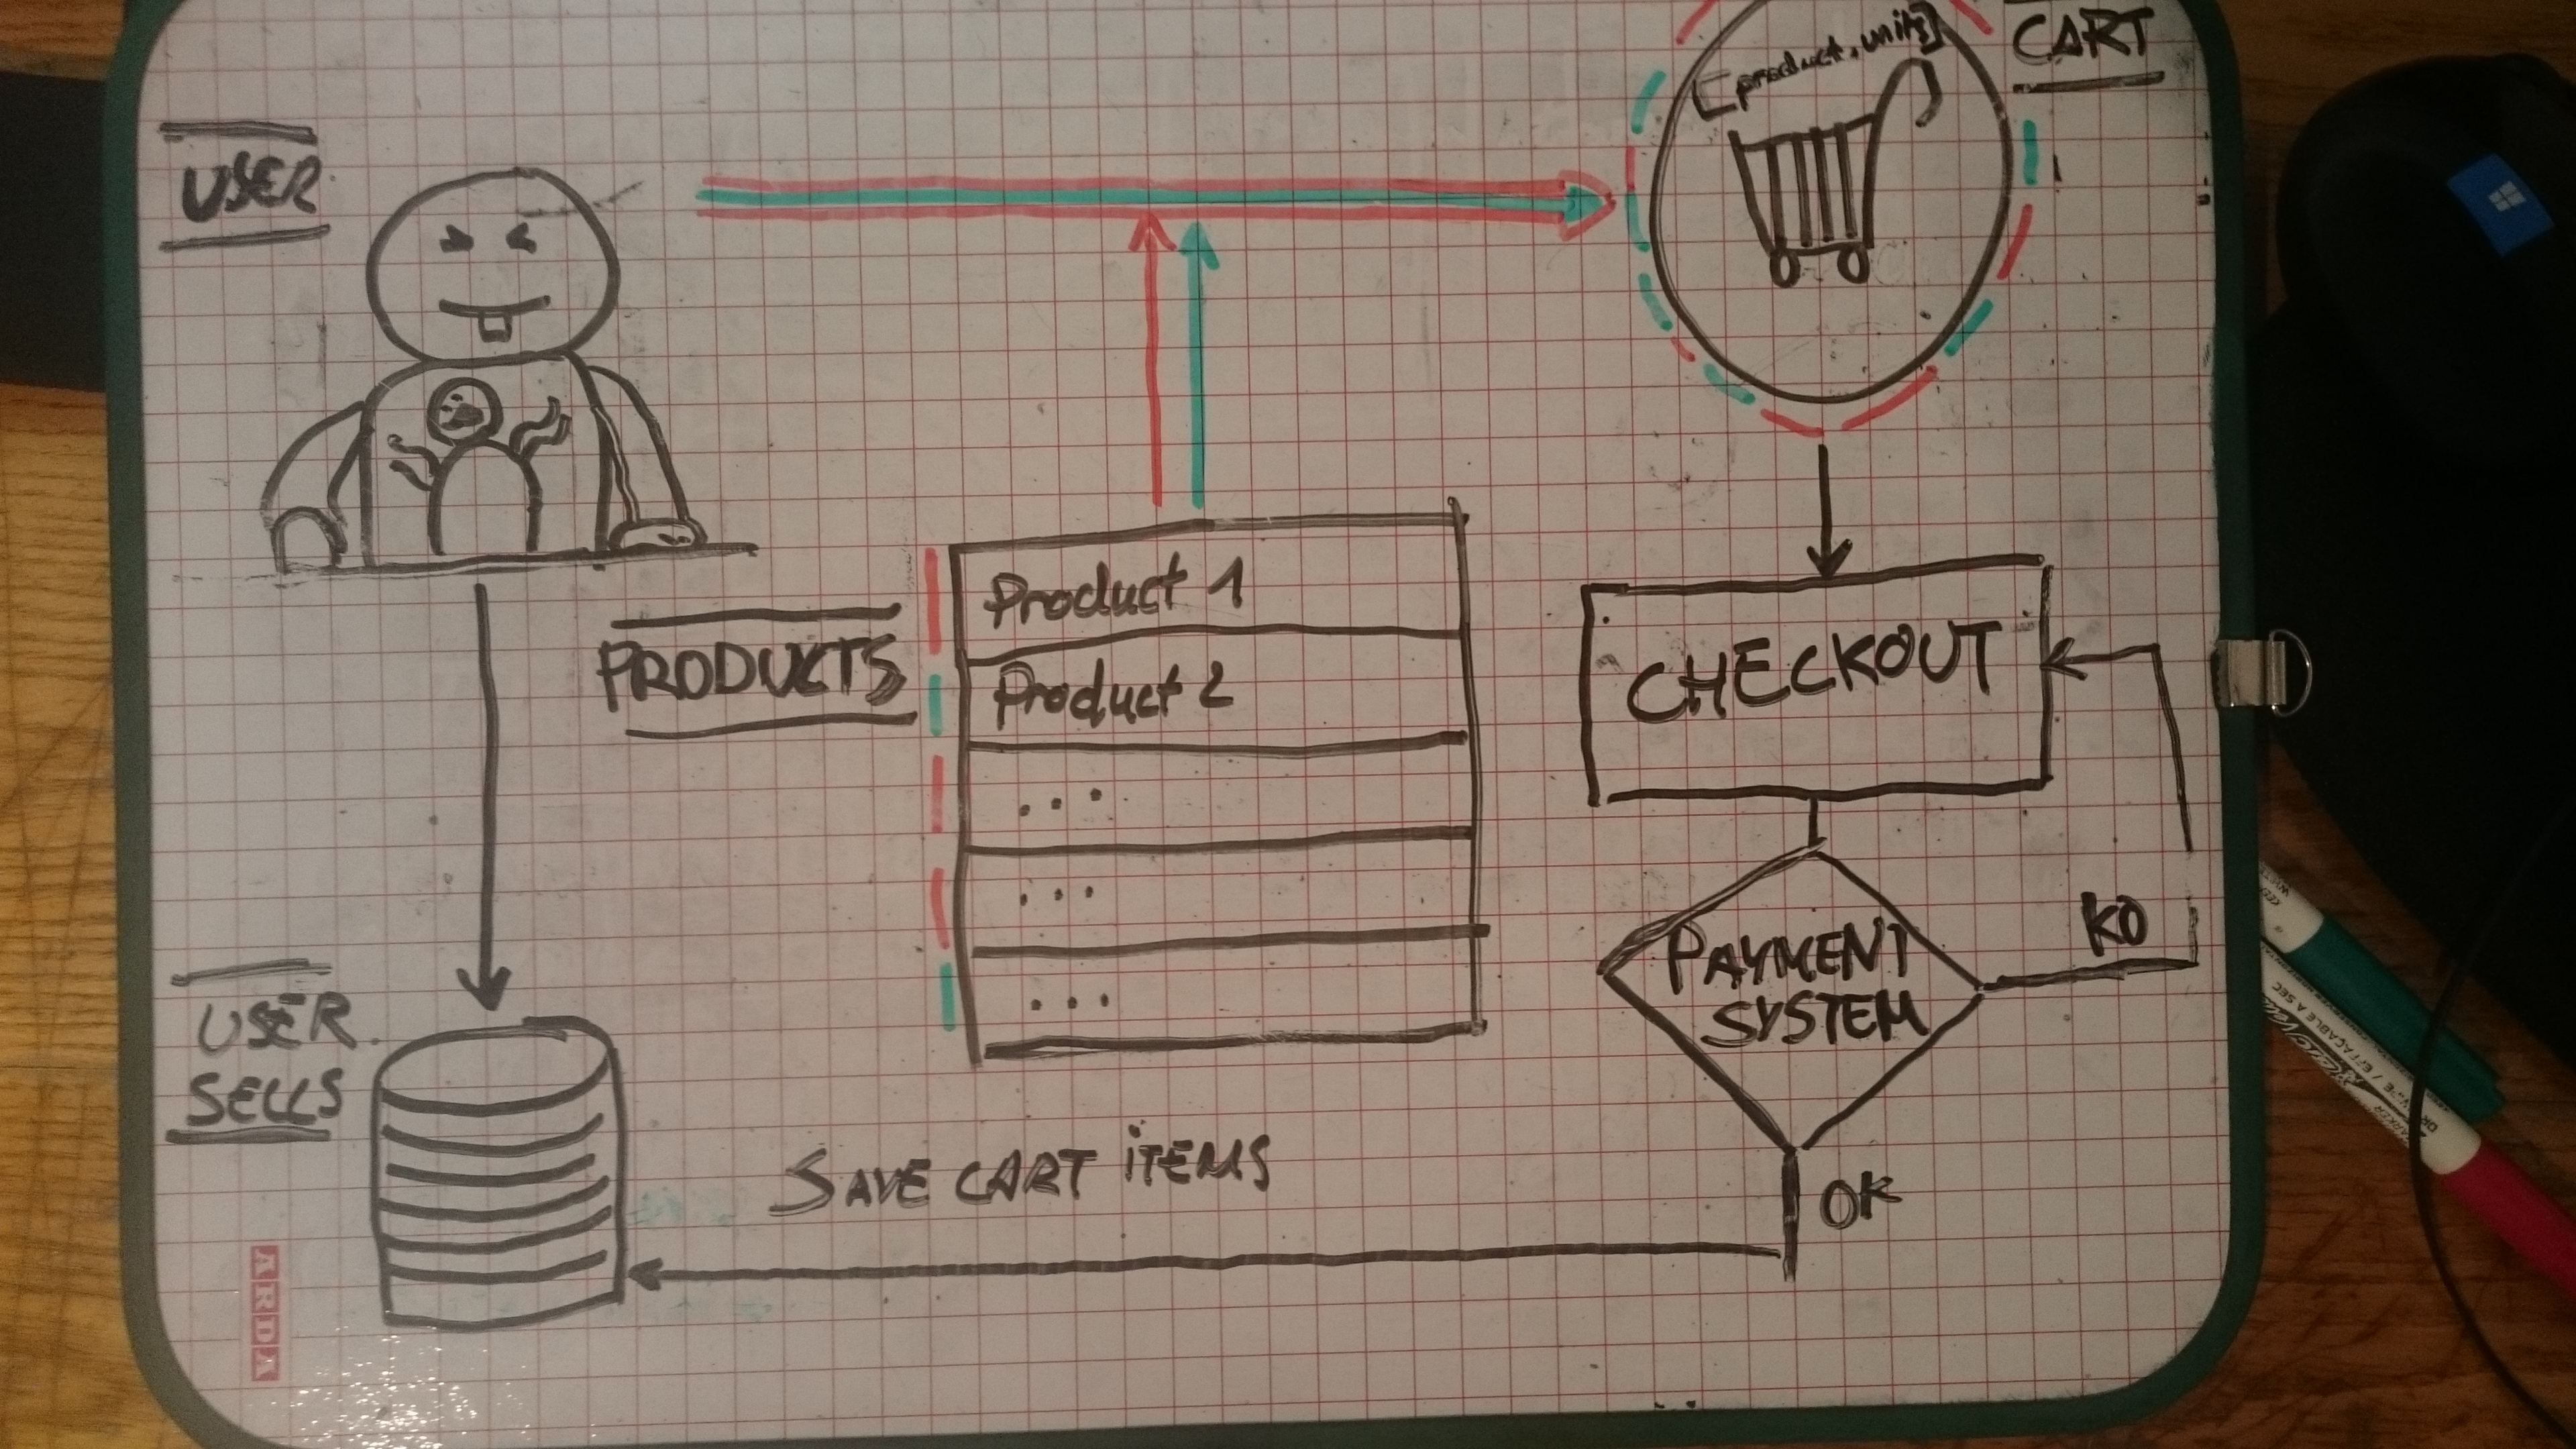 [product, units]
CART
USER
Product 1
PRODUCTS
Product 2
...
...
...
CHECKOUT
PAYMENT
SYSTEM
KO
OK
USER
SELLS
SAVE CART ITEMS
ARDA